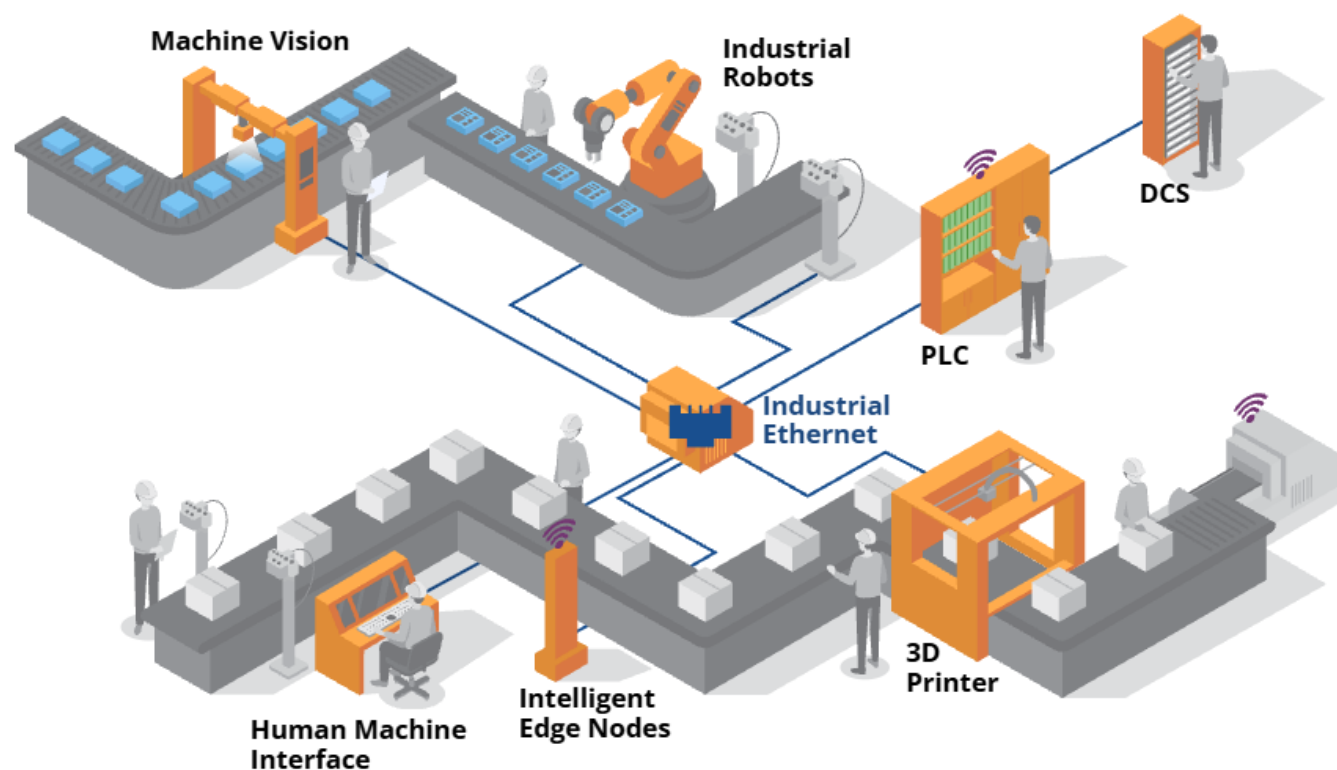 Machine Vision
Industrial
Robots
DCS
PLC
Industrial
Ethernet
3D
Printer
Intelligent
Edge Nodes
Human Machine
Interface